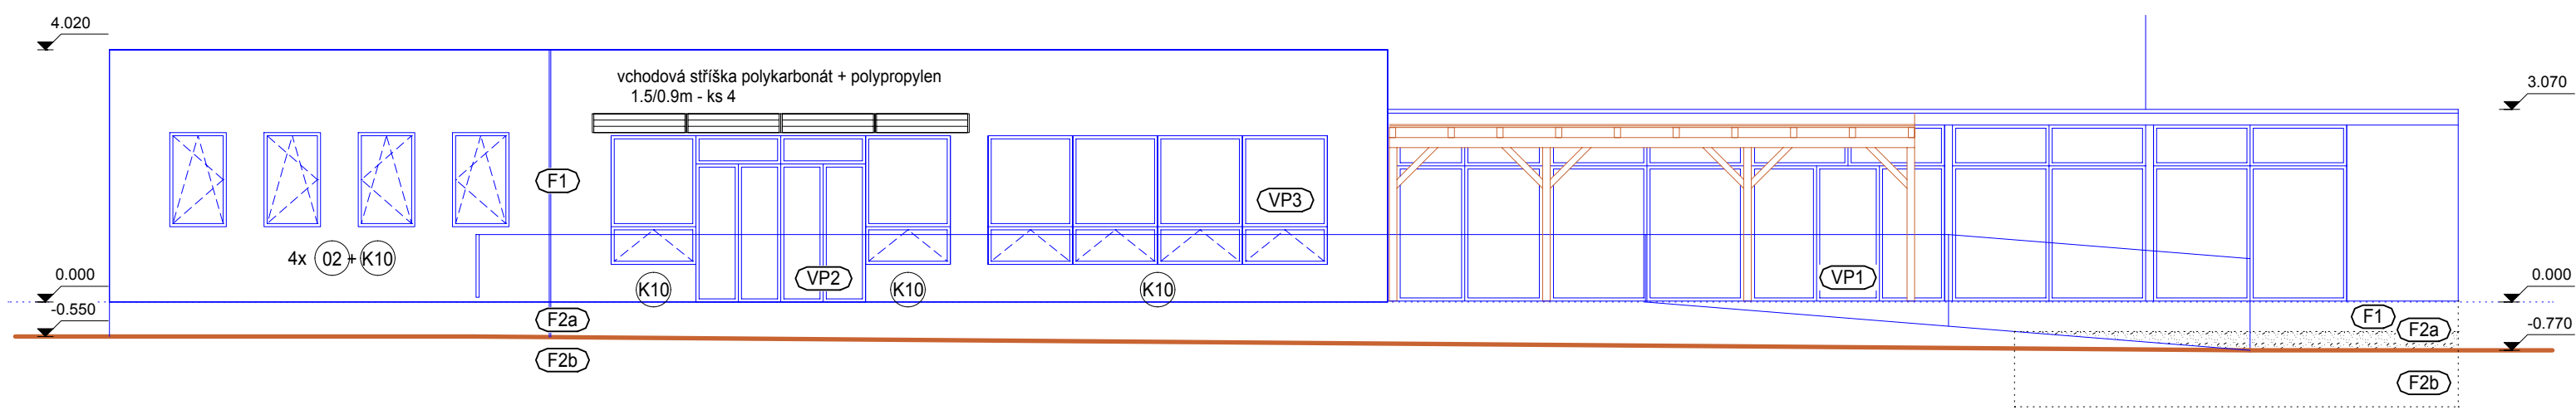 4.020
vchodová stříška polykarbonát + polypropylen
1.5/0.9m - ks 4
3.070
F1
VP3
4x 02 + K10
VP2
VP1
0.000
K10
K10
K10
0.000
-0.550
F2a
F1
F2a
-0.770
F2b
F2b